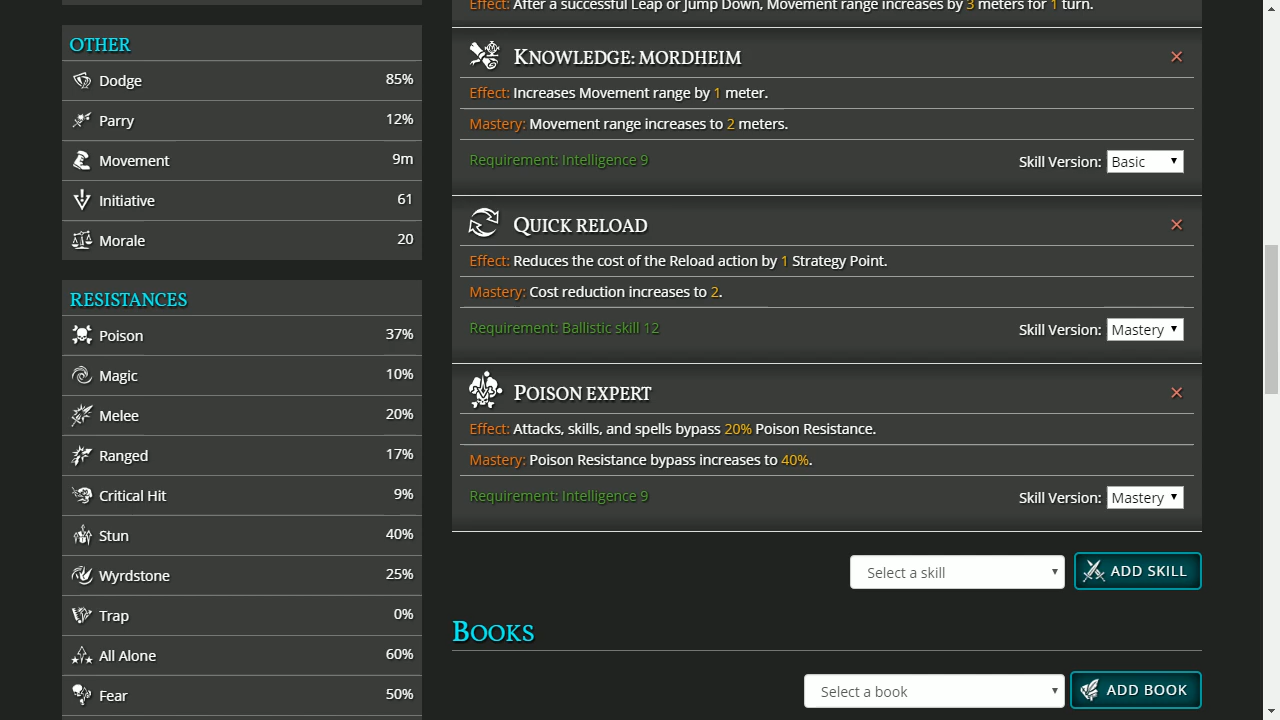 OTHER
Dodge 85%
Parry 12%
Movement 9m
Initiative 61
Morale 20
RESISTANCES
Poison 37%
Magic 10%
Melee 20%
Ranged 17%
Critical Hit 9%
Stun 40%
Wyrdstone 25%
Trap 0%
All Alone 60%
Fear 50%
Effect: After a successful Leap or Jump Down, Movement range increases by 3 meters for 1 turn.
KNOWLEDGE: MORDHEIM
Effect: Increases Movement range by 1 meter.
Mastery: Movement range increases to 2 meters.
Requirement: Intelligence 9 Skill Version: Basic
QUICK RELOAD
Effect: Reduces the cost of the Reload action by 1 Strategy Point.
Mastery: Cost reduction increases to 2.
Requirement: Ballistic skill 12 Skill Version: Mastery
POISON EXPERT
Effect: Attacks, skills, and spells bypass 20% Poison Resistance.
Mastery: Poison Resistance bypass increases to 40%.
Requirement: Intelligence 9 Skill Version: Mastery
Select a skill ADD SKILL
BOOKS
Select a book ADD BOOK